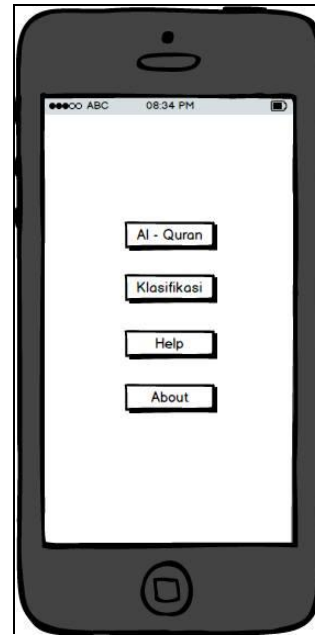 ABC 08:34 PM
Al - Quran
Klasifikasi
Help
About